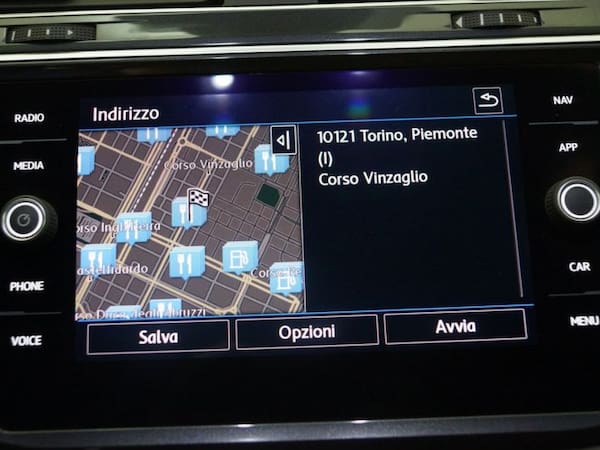 Indirizzo
RADIO
MEDIA
PHONE
VOICE
NAV
APP
CAR
MENU
Corso Vinzaglio
10121 Torino, Piemonte
(I)
Corso Vinzaglio
Salva
Opzioni
Avvia